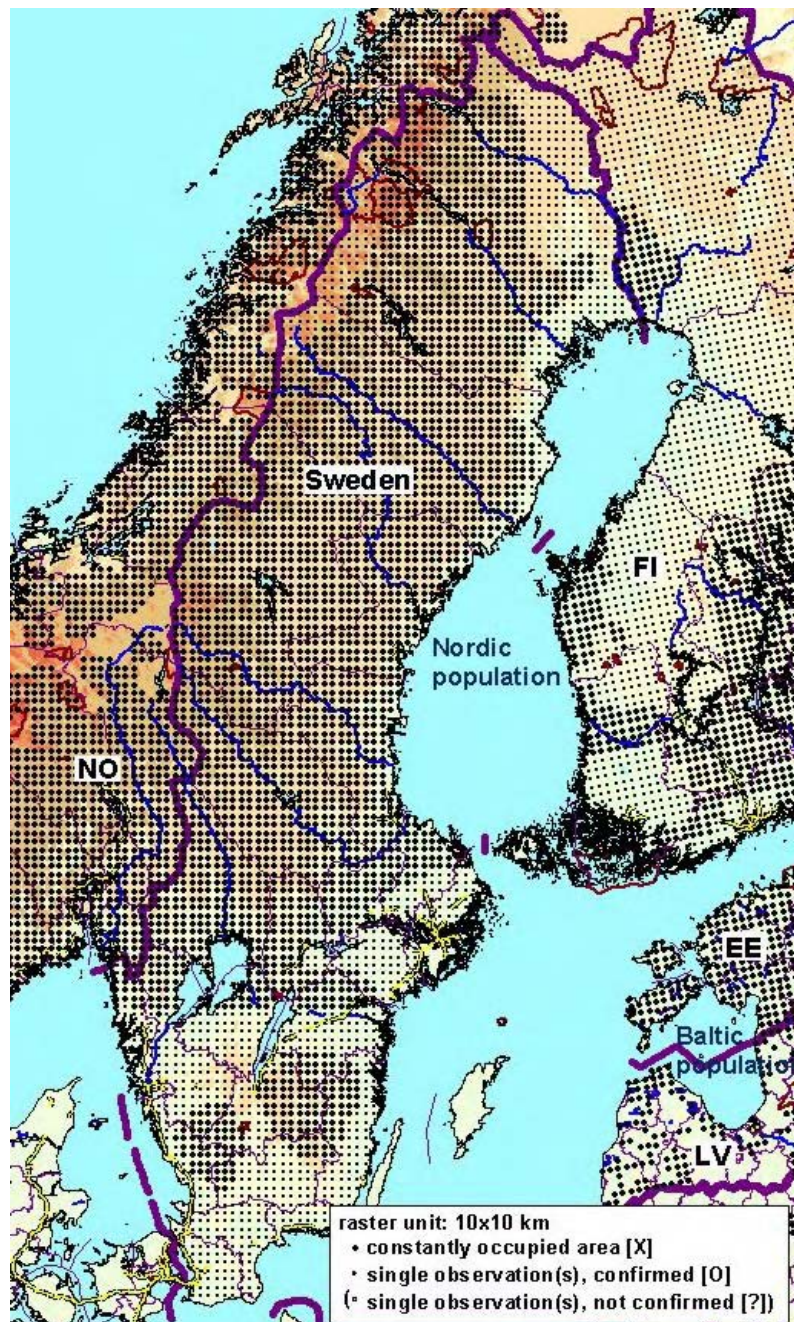 Sweden
FI
Nordic
population
NO
EE
Baltic
population
LV
raster unit: 10x10 km
• constantly occupied area [X]
• single observation(s), confirmed [O]
(▫ single observation(s), not confirmed [?])